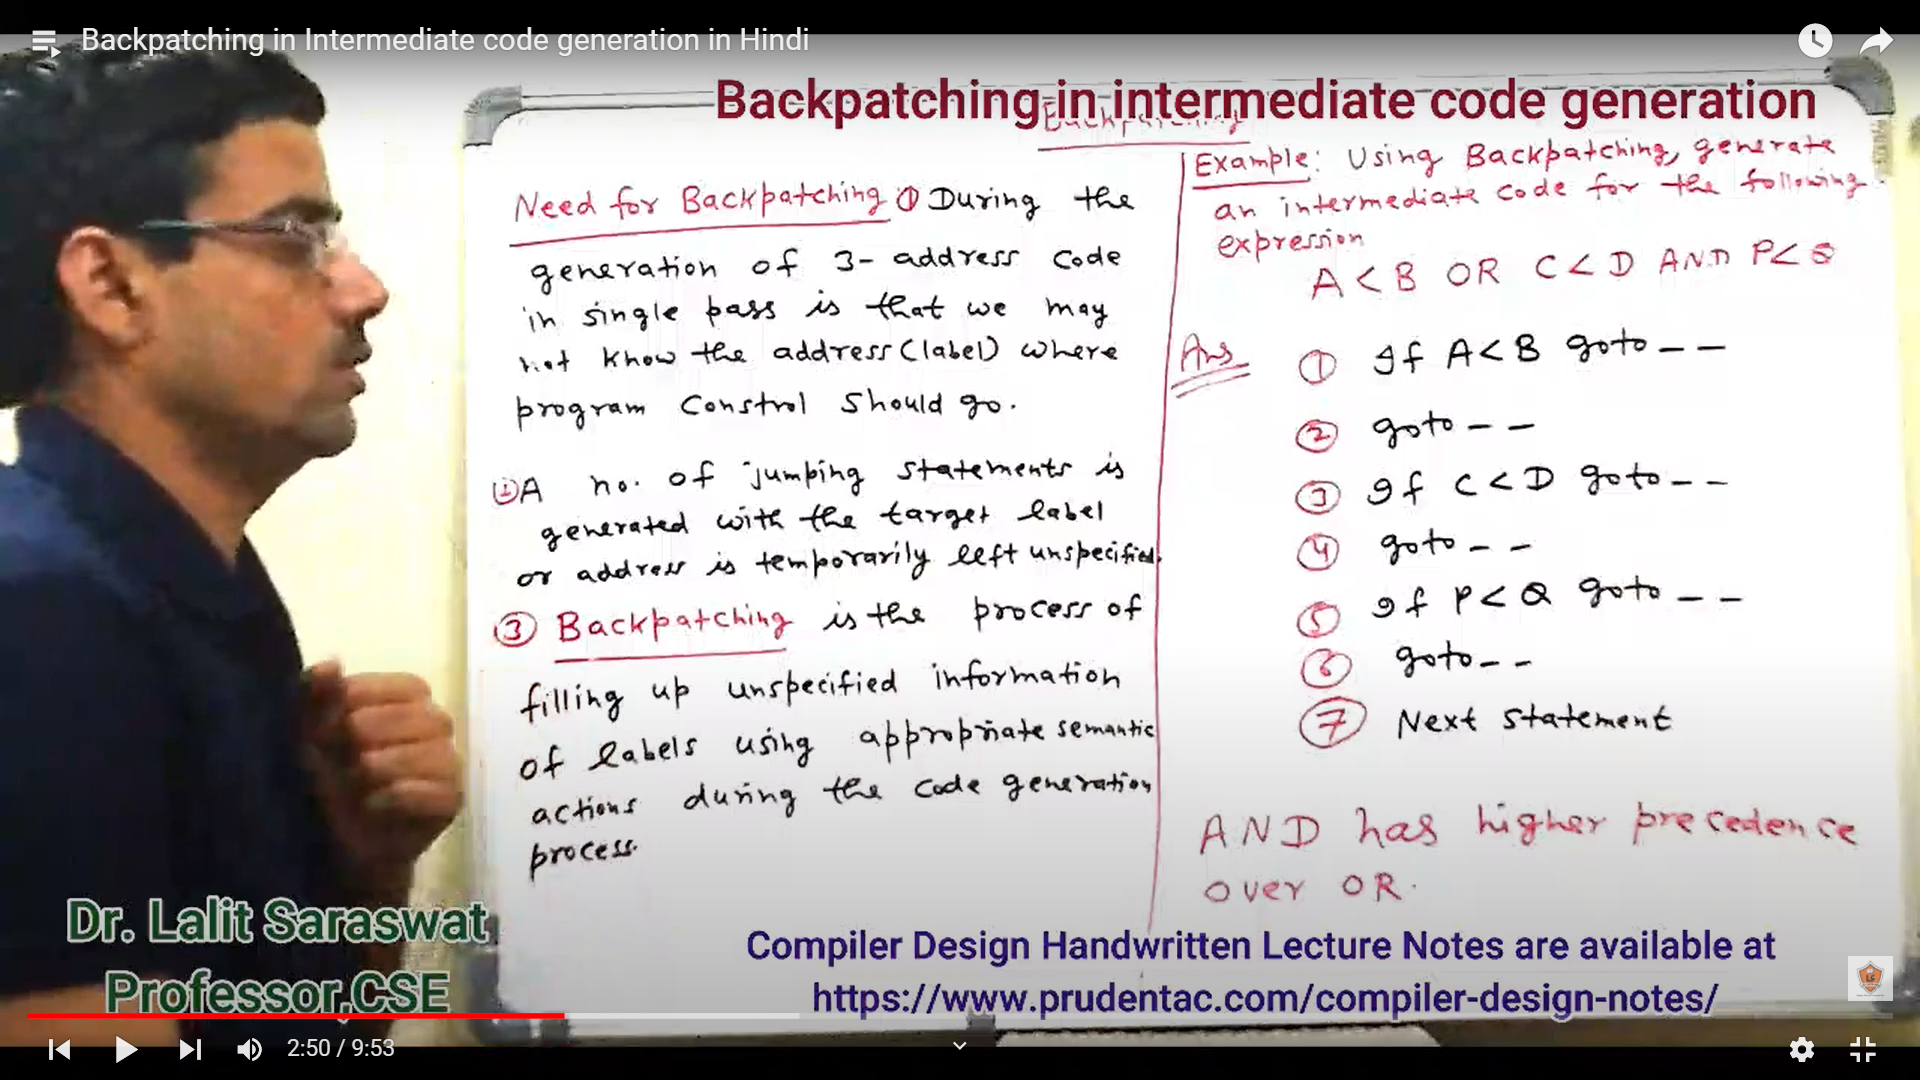 Backpatching in Intermediate code generation in Hindi
Backpatching in intermediate code generation
Backpatching
Need for Backpatching ① During the
generation of 3-address code
in single pass is that we may
not know the address (label) where
program constrol should go.
② A no. of jumping statements is
generated with the target label
or address is temporarily left unspecified.
③ Backpatching is the process of
filling up unspecified information
of labels using appropriate semantic
actions during the code generation
process.
Example: Using Backpatching, generate
an intermediate code for the following
expression
A < B OR C < D AND P < Q
Ans
① If A < B goto – –
② goto – –
③ If C < D goto – –
④ goto – –
⑤ If P < Q goto – –
⑥ goto – –
⑦ Next statement
AND has higher precedence
over OR.
Dr. Lalit Saraswat
Professor,CSE
Compiler Design Handwritten Lecture Notes are available at
https://www.prudentac.com/compiler-design-notes/
2:50 / 9:53